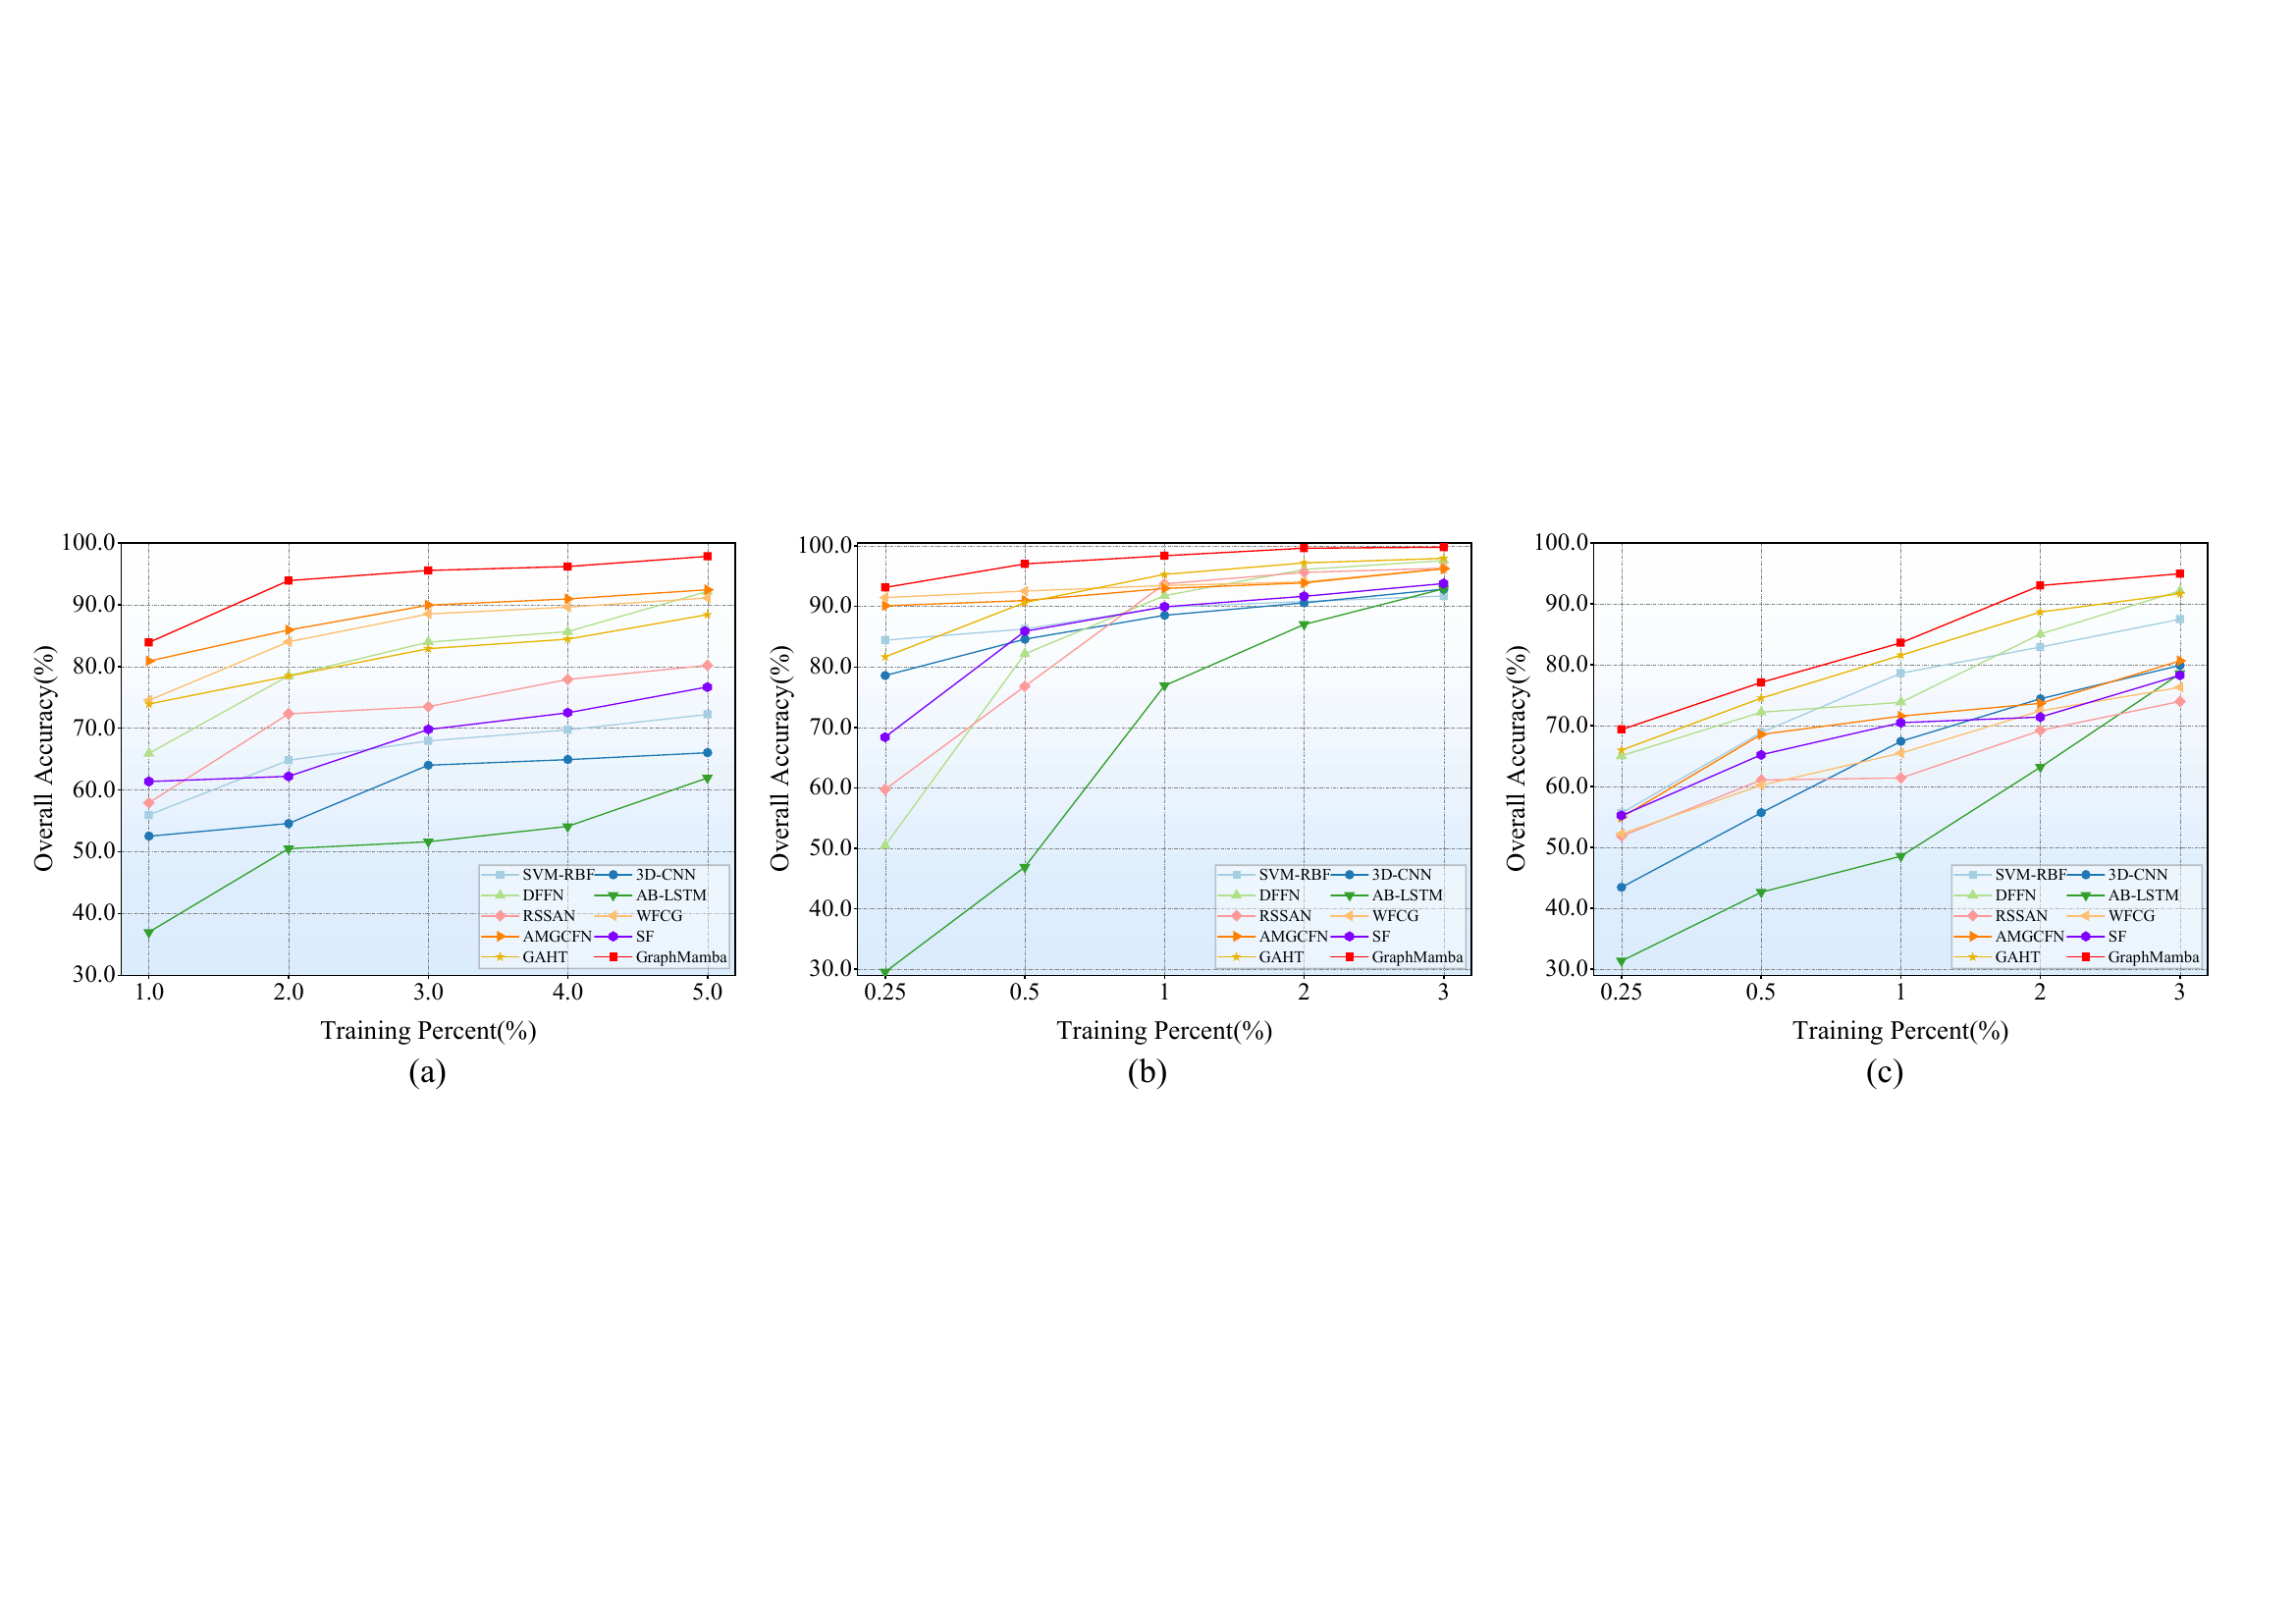 Overall Accuracy(%)
100.0
90.0
80.0
70.0
60.0
50.0
40.0
30.0
1.0 2.0 3.0 4.0 5.0
SVM-RBF 3D-CNN
DFFN AB-LSTM
RSSAN WFCG
AMGCFN SF
GAHT GraphMamba
Training Percent(%)
(a)
Overall Accuracy(%)
100.0
90.0
80.0
70.0
60.0
50.0
40.0
30.0
0.25 0.5 1 2 3
SVM-RBF 3D-CNN
DFFN AB-LSTM
RSSAN WFCG
AMGCFN SF
GAHT GraphMamba
Training Percent(%)
(b)
Overall Accuracy(%)
100.0
90.0
80.0
70.0
60.0
50.0
40.0
30.0
0.25 0.5 1 2 3
SVM-RBF 3D-CNN
DFFN AB-LSTM
RSSAN WFCG
AMGCFN SF
GAHT GraphMamba
Training Percent(%)
(c)